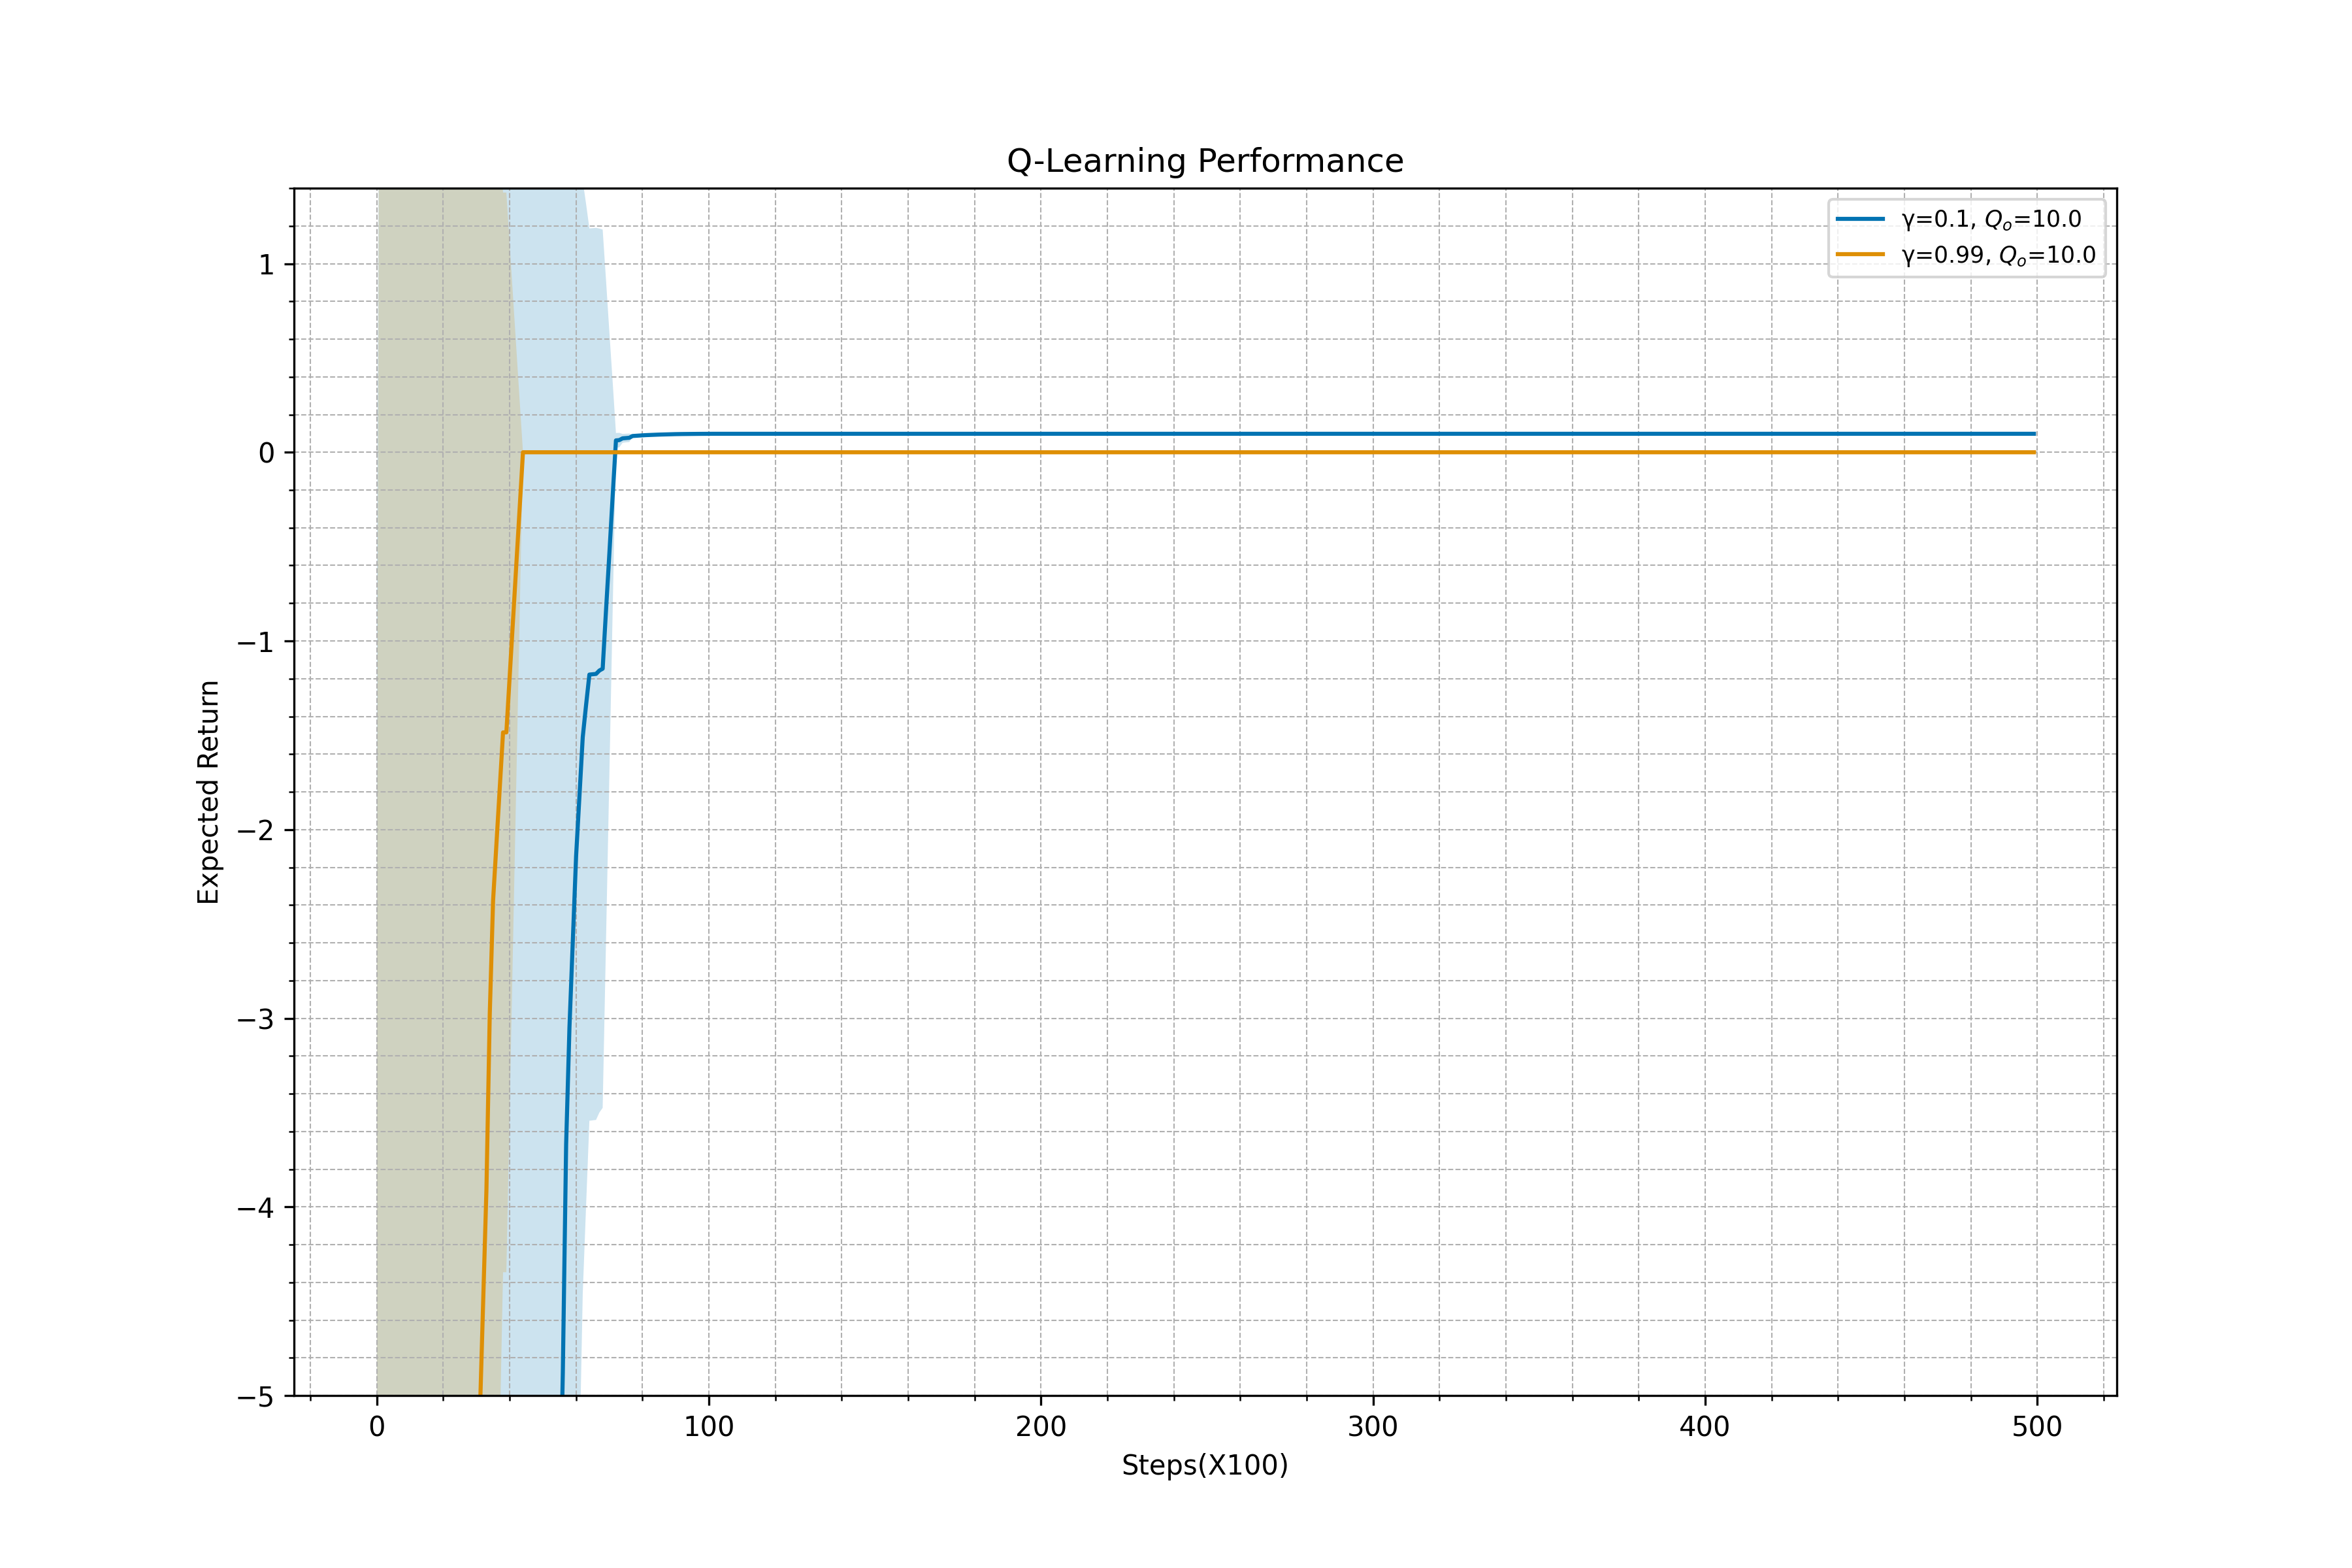 Q-Learning Performance
γ=0.1, Qₒ=10.0
γ=0.99, Qₒ=10.0
Expected Return
1
0
−1
−2
−3
−4
−5
0 100 200 300 400 500
Steps(X100)